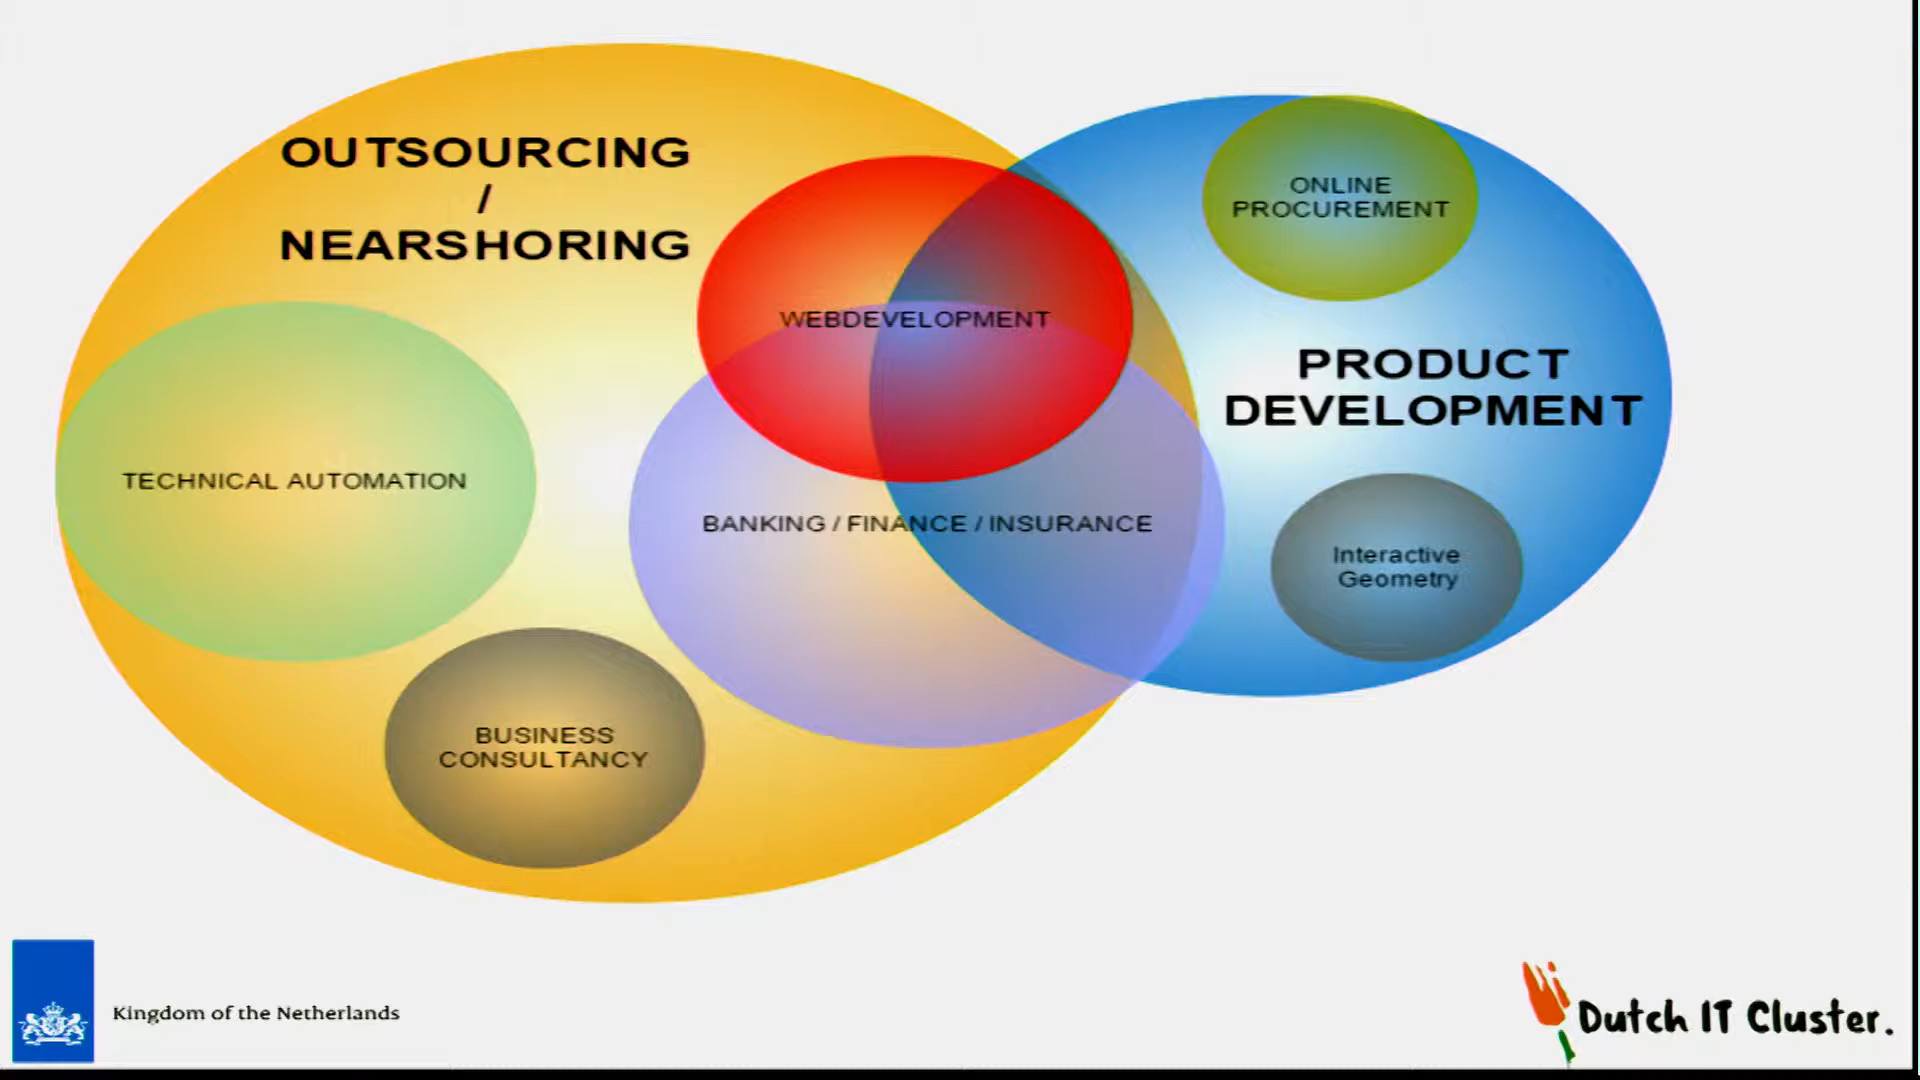 OUTSOURCING
/
NEARSHORING
WEBDEVELOPMENT
ONLINE
PROCUREMENT
PRODUCT
DEVELOPMENT
TECHNICAL AUTOMATION
BANKING / FINANCE / INSURANCE
Interactive
Geometry
BUSINESS
CONSULTANCY
Kingdom of the Netherlands
Dutch IT Cluster.